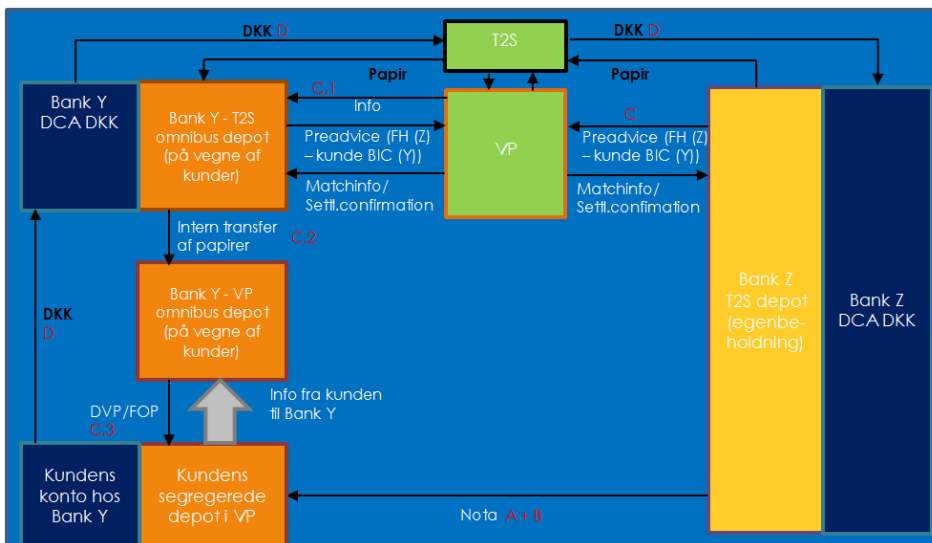 DKK D
T2S
DKK D
Papir
Papir
Bank Y
DCA DKK
Bank Y - T2S
omnibus depot
(på vegne af
kunder)
C.1
Info
Preadvice (FH (Z)
– kunde BIC (Y))
Matchinfo/
Settl.confirmation
VP
C
Preadvice (FH (Z)
– kunde BIC (Y))
Matchinfo/
Settl.confirmation
Intern transfer
af papirer
C.2
Bank Y - VP
omnibus depot
(på vegne af
kunder)
Bank Z
T2S depot
(egenbe-
holdning)
Bank Z
DCA DKK
DKK
D
Info fra kunden
til Bank Y
DVP/FOP
C.3
Kundens
konto hos
Bank Y
Kundens
segregerede
depot i VP
Nota A + B